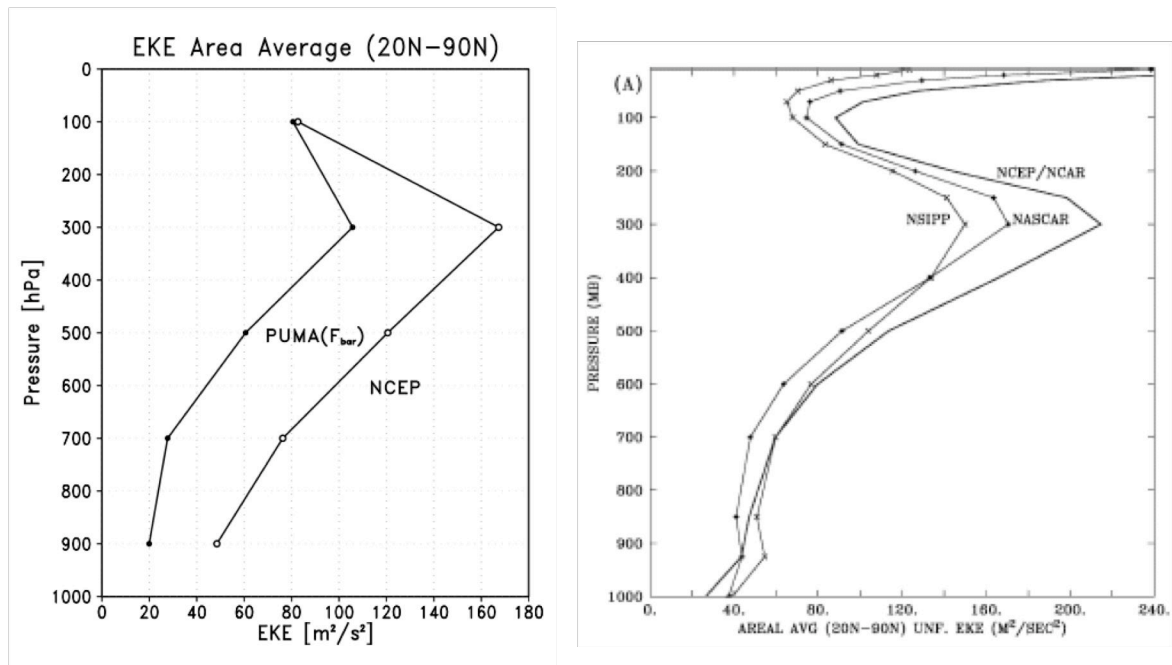 EKE Area Average (20N-90N)
0
100
200
300
400
500
600
700
800
900
1000
Pressure [hPa]
PUMA(F_bar)
NCEP
0 20 40 60 80 100 120 140 160 180
EKE [m²/s²]
(A)
100
200
300
400
500
600
700
800
900
1000
PRESSURE (MB)
NCEP/NCAR
NSIPP
NASCAR
0. 40. 80. 120. 160. 200. 240.
AREAL AVG (20N-90N) UNF. EKE (M²/SEC²)